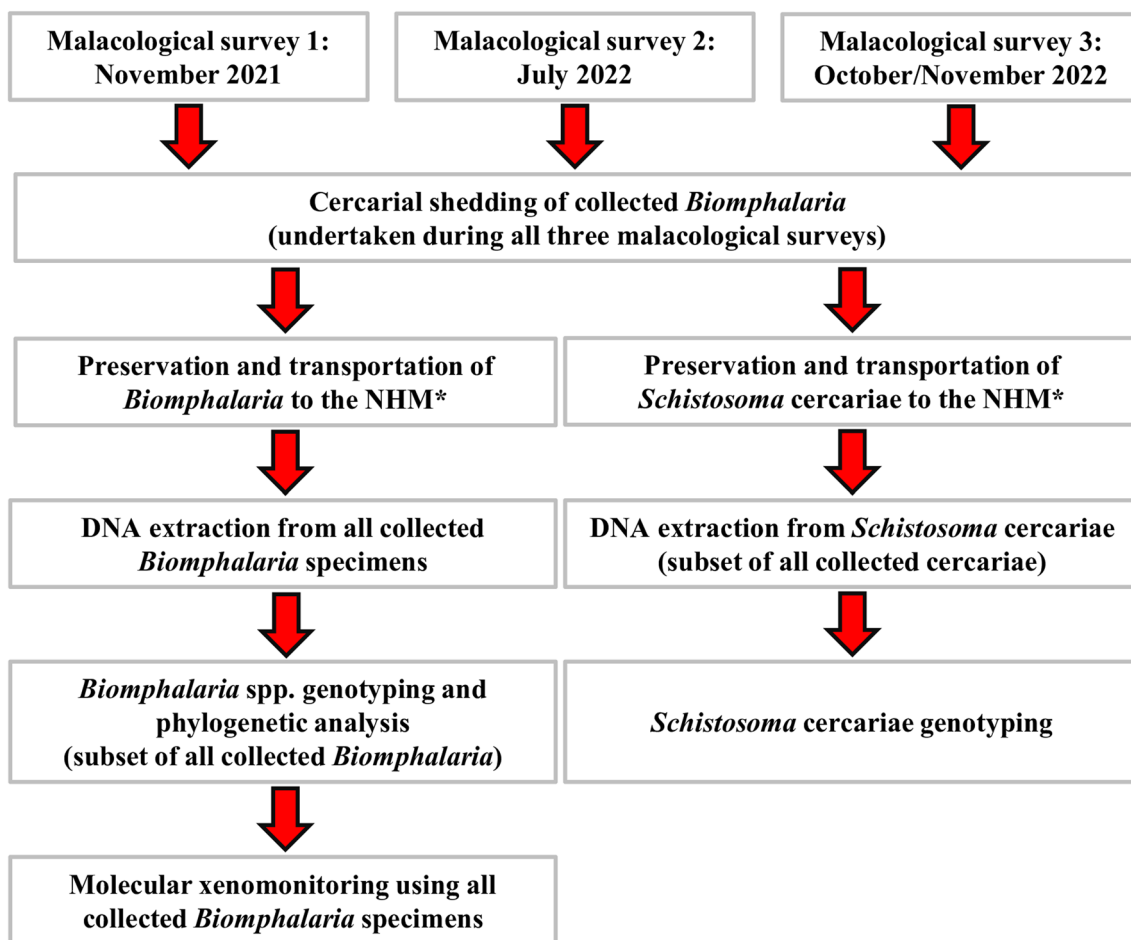 Malacological survey 1:
November 2021
Malacological survey 2:
July 2022
Malacological survey 3:
October/November 2022
Cercarial shedding of collected Biomphalaria
(undertaken during all three malacological surveys)
Preservation and transportation of
Biomphalaria to the NHM*
Preservation and transportation of
Schistosoma cercariae to the NHM*
DNA extraction from all collected
Biomphalaria specimens
DNA extraction from Schistosoma cercariae
(subset of all collected cercariae)
Biomphalaria spp. genotyping and
phylogenetic analysis
(subset of all collected Biomphalaria)
Schistosoma cercariae genotyping
Molecular xenomonitoring using all
collected Biomphalaria specimens